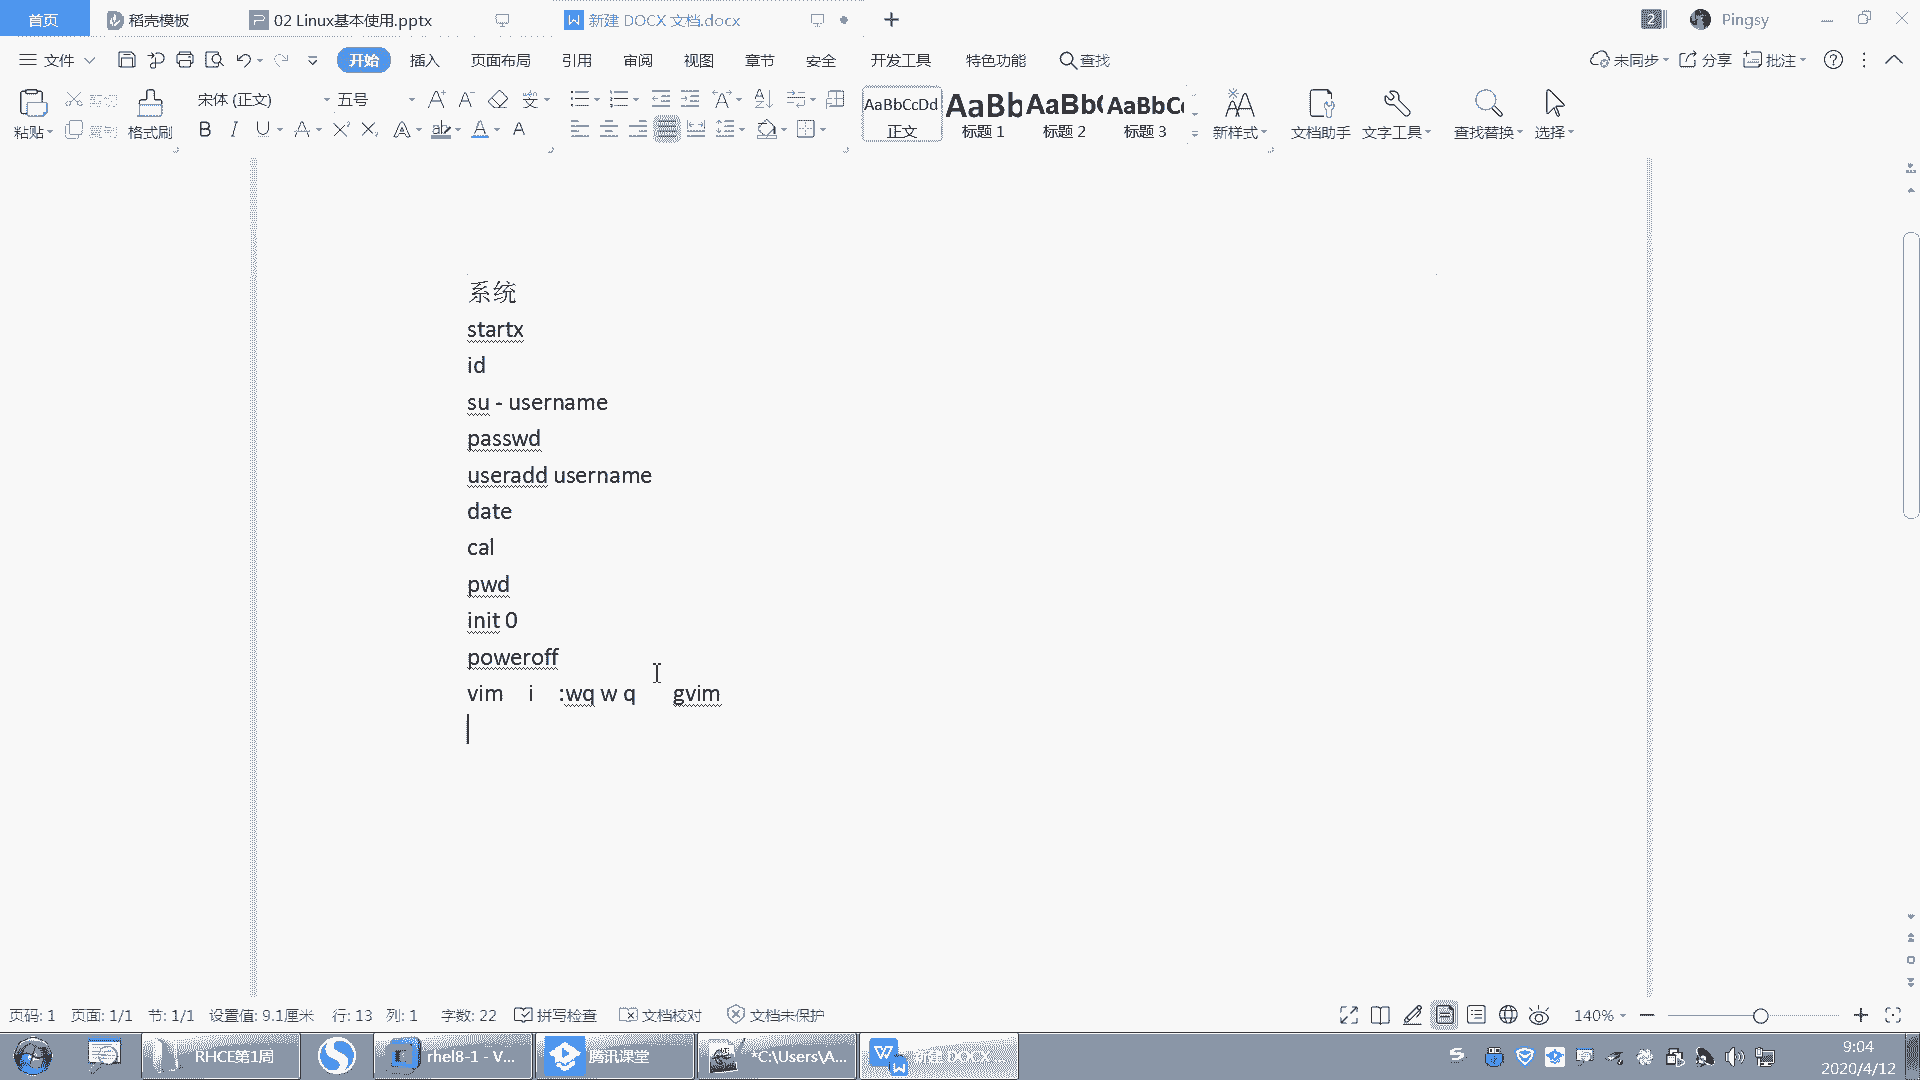 首页 稻壳模板 02 Linux基本使用.pptx 新建 DOCX 文档.docx + 2 Pingsy
文件 开始 插入 页面布局 引用 审阅 视图 章节 安全 开发工具 特色功能 查找 未同步 分享 批注
粘贴 格式刷 宋体 (正文) 五号 AaBbCcDd 正文 AaBb 标题 1 AaBb( 标题 2 AaBbC 标题 3 新样式 文档助手 文字工具 查找替换 选择
系统
startx
id
su - username
passwd
useradd username
date
cal
pwd
init 0
poweroff
vim i :wq w q gvim
页码: 1 页面: 1/1 节: 1/1 设置值: 9.1厘米 行: 13 列: 1 字数: 22 拼写检查 文档校对 文档未保护 140%
RHCE第1周 rhel8-1 - V... 腾讯课堂 *C:\Users\A... 新建 DOCX 9:04
2020/4/12